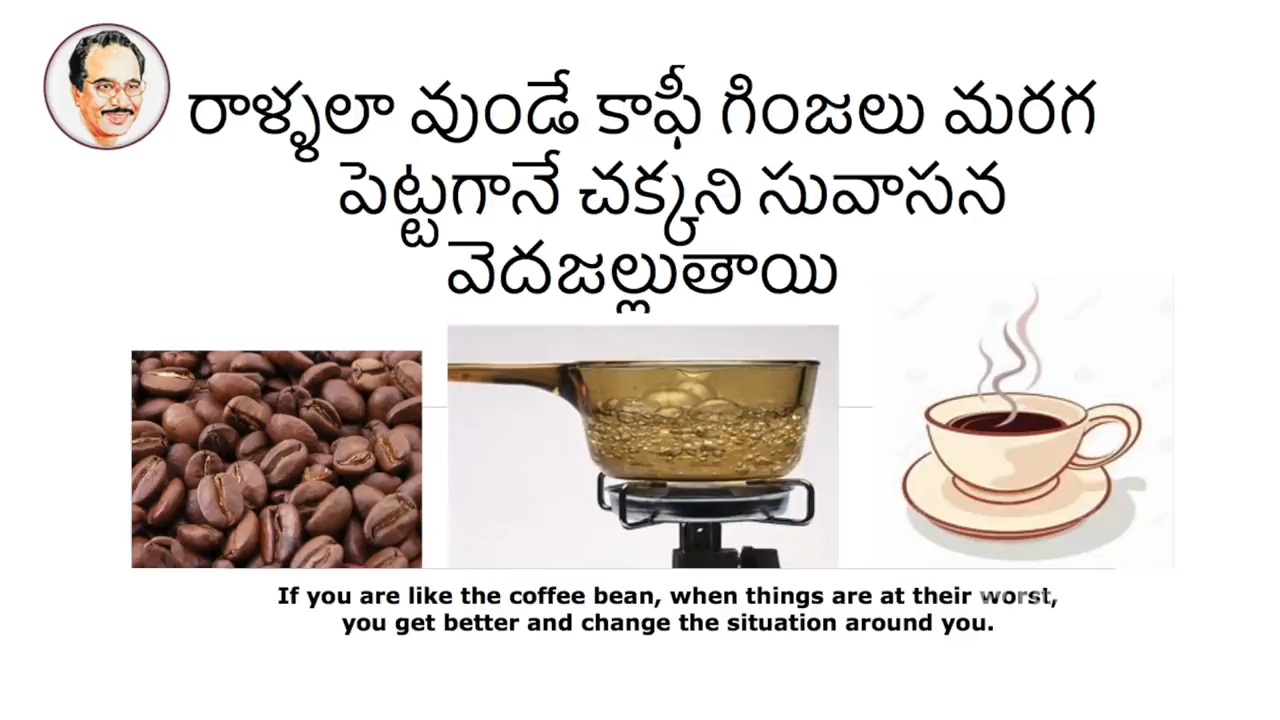 రాళ్ళలా వుండే కాఫీ గింజలు మరగ
పెట్టగానే చక్కని సువాసన
వెదజల్లుతాయి
If you are like the coffee bean, when things are at their worst,
you get better and change the situation around you.